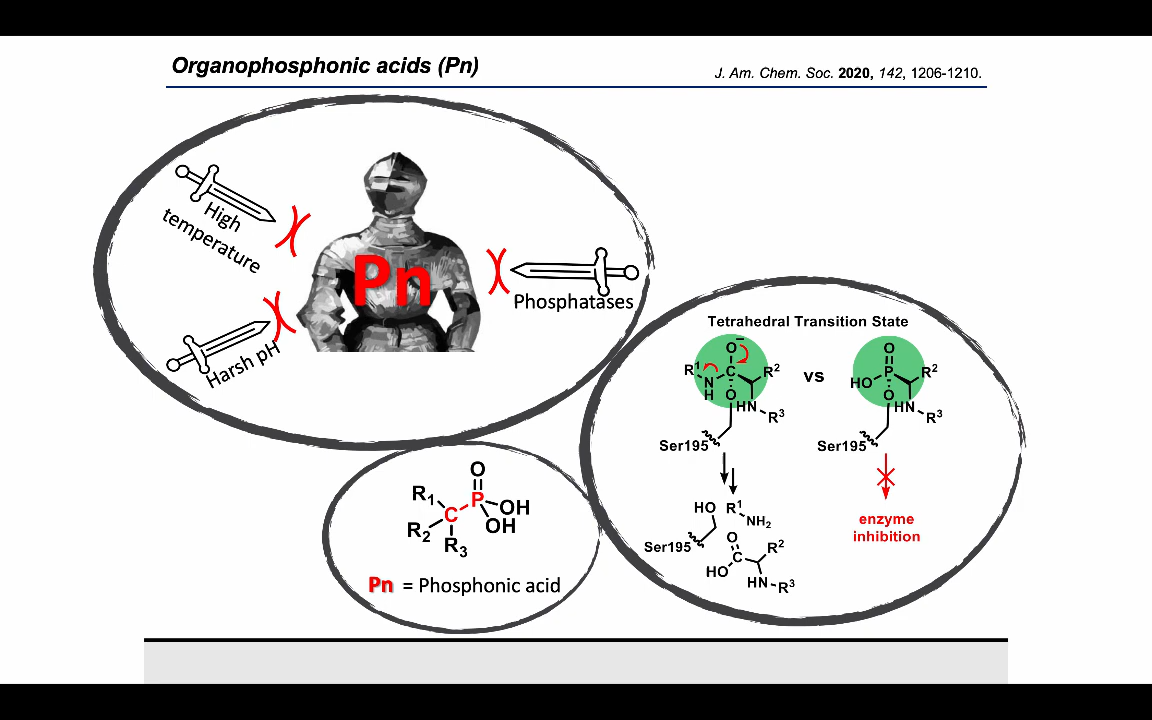 Organophosphonic acids (Pn)
J. Am. Chem. Soc. 2020, 142, 1206-1210.
High
temperature
Pn
Phosphatases
Harsh pH
Tetrahedral Transition State
O−
R1
C
R2
N
H
O
HN
R3
Ser195
vs
O
HO
P
R2
O
HN
R3
Ser195
HO
R1
NH2
Ser195
O
C
R2
HO
HN
R3
enzyme
inhibition
O
R1
P
OH
C
OH
R2
R3
Pn = Phosphonic acid